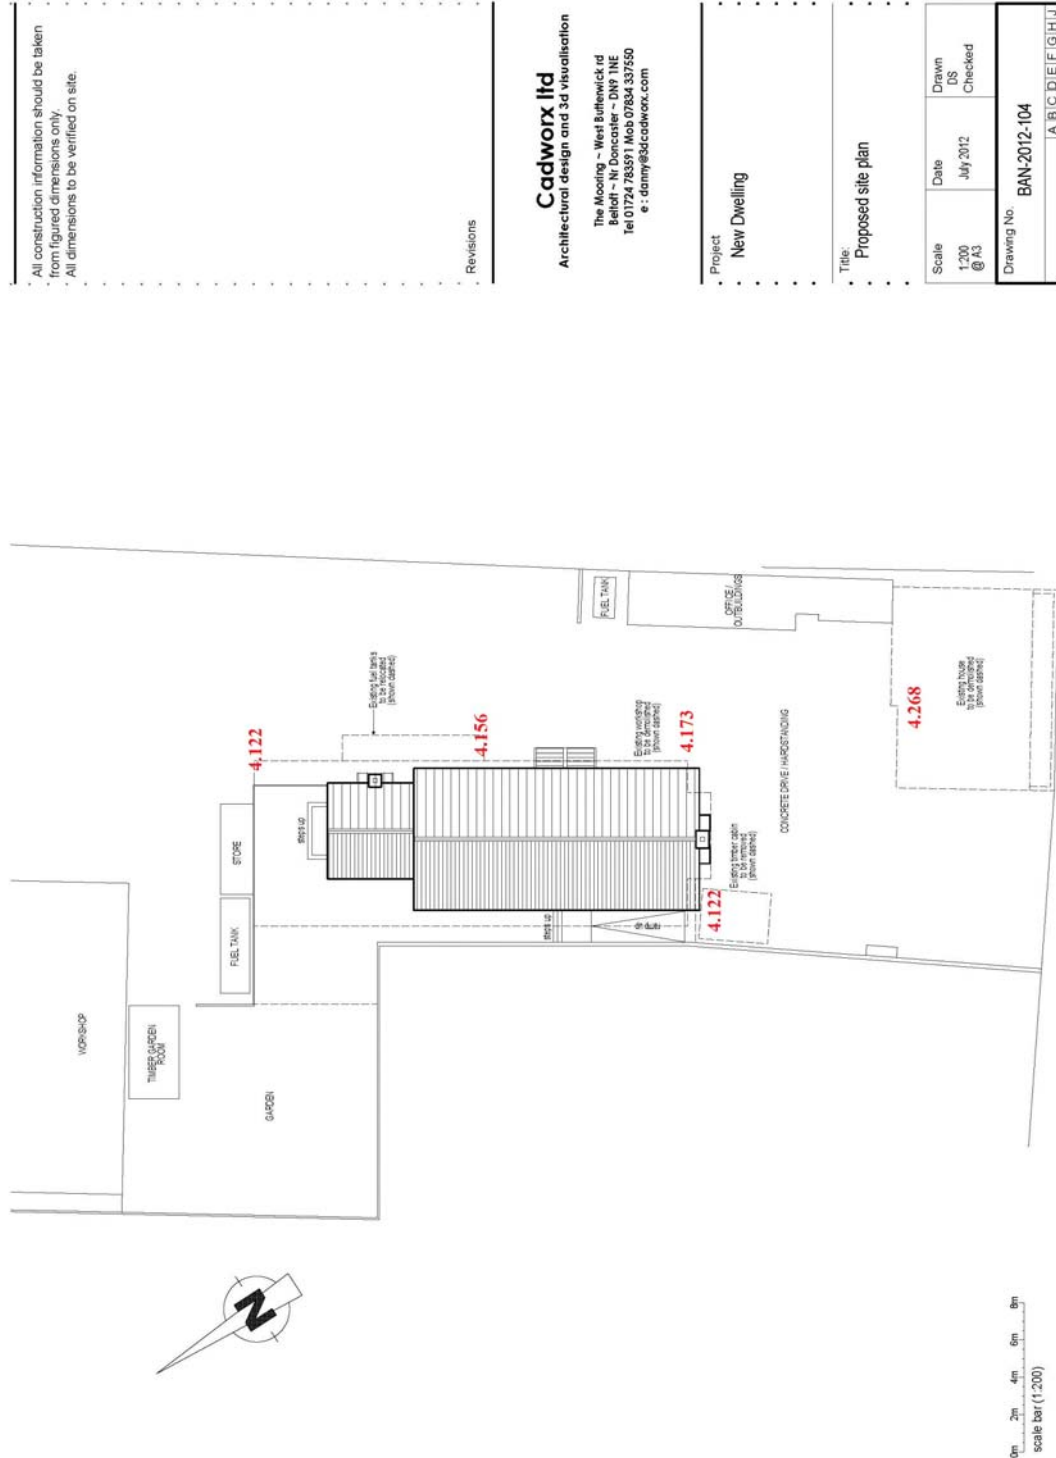 All construction information should be taken
from figured dimensions only.
All dimensions to be verified on site.
Revisions
Cadworx ltd
Architectural design and 3d visualisation
The Mooring ~ West Butterwick rd
Beltoft ~ Nr Doncaster ~ DN9 1NE
Tel 01724 783591 Mob 07834 337550
e : danny@3dcadworx.com
Project
New Dwelling
Title:
Proposed site plan
Scale
1:200
@ A3
Date
July 2012
Drawn
DS
Checked
Drawing No.
BAN-2012-104
A B C D E F G H J
WORKSHOP
TIMBER GARDEN
ROOM
GARDEN
FUEL TANK
STORE
steps up
4.122
Existing fuel tanks
to be relocated
(shown dashed)
4.156
FUEL TANK
OFFICE /
OUTBUILDINGS
Existing workshop
to be demolished
(shown dashed)
4.173
steps up
ramp up
4.122
Existing timber cabin
to be removed
(shown dashed)
CONCRETE DRIVE / HARDSTANDING
4.268
Existing house
to be demolished
(shown dashed)
N
0m 2m 4m 6m 8m
scale bar (1:200)